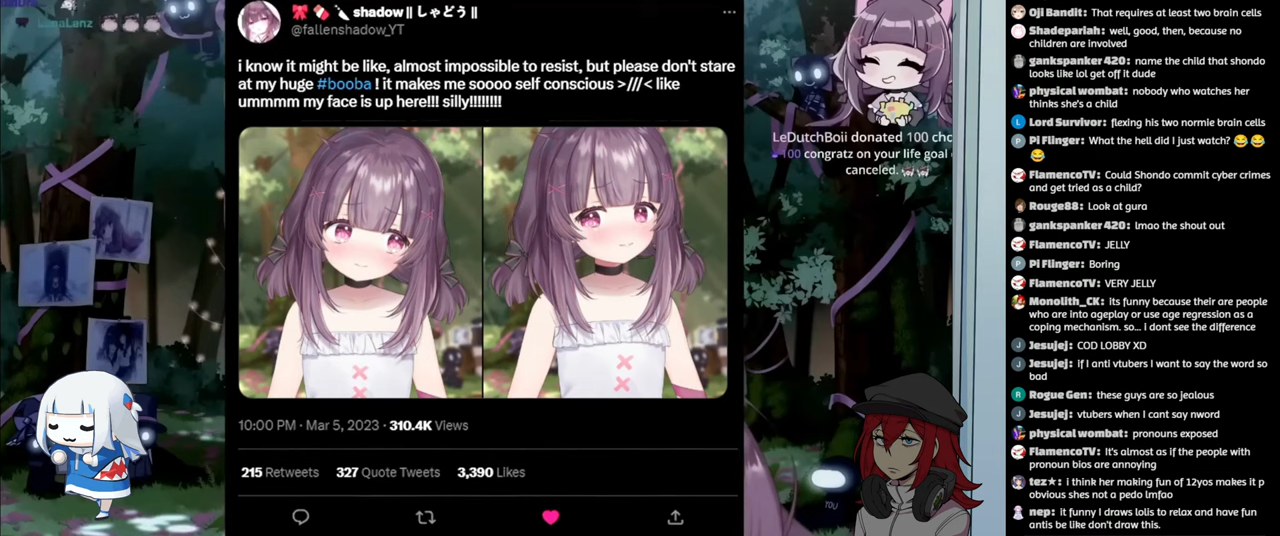 LunaLenz
🎀 🍬 🔪 shadow || しゃどう ||
@fallenshadow_YT
i know it might be like, almost impossible to resist, but please don't stare
at my huge #booba ! it makes me soooo self conscious >///< like
ummmm my face is up here!!! silly!!!!!!!!
10:00 PM · Mar 5, 2023 · 310.4K Views
215 Retweets 327 Quote Tweets 3,390 Likes
LeDutchBoii donated 100
100 congratz on your life goal
canceled.
YOU
Oji Bandit: That requires at least two brain cells
Shadepariah: well, good, then, because no
children are involved
gankspanker 420: name the child that shondo
looks like lol get off it dude
physical wombat: nobody who watches her
thinks she's a child
Lord Survivor: flexing his two normie brain cells
Pi Flinger: What the hell did I just watch? 😂 😂
😂
FlamencoTV: Could Shondo commit cyber crimes
and get tried as a child?
Rouge88: Look at gura
gankspanker 420: lmao the shout out
FlamencoTV: JELLY
Pi Flinger: Boring
FlamencoTV: VERY JELLY
Monolith_CK: its funny because their are people
who are into ageplay or use age regression as a
coping mechanism. so... i dont see the difference
Jesujej: COD LOBBY XD
Jesujej: if I anti vtubers I want to say the word so
bad
Rogue Gen: these guys are so jealous
Jesujej: vtubers when I cant say nword
physical wombat: pronouns exposed
FlamencoTV: It's almost as if the people with
pronoun bios are annoying
tez★: i think her making fun of 12yos makes it p
obvious shes not a pedo lmfao
nep: it funny I draws lolis to relax and have fun
antis be like don't draw this.